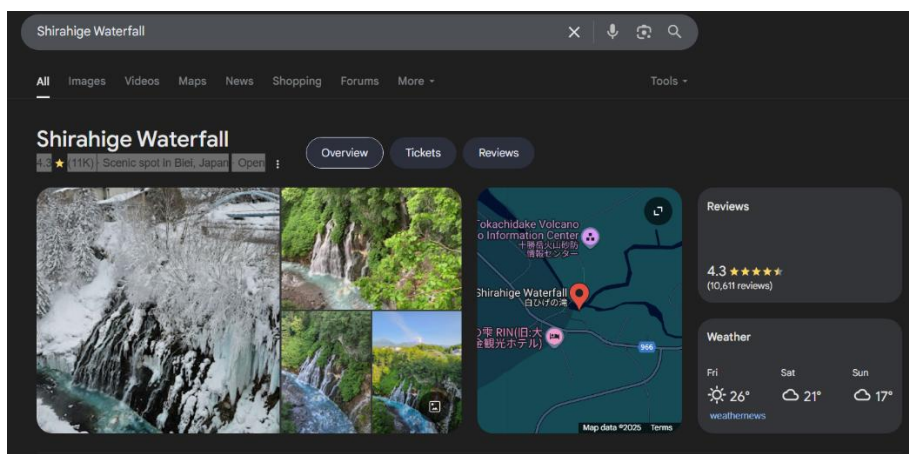 Shirahige Waterfall
All Images Videos Maps News Shopping Forums More Tools
Shirahige Waterfall
4.3 (11K) · Scenic spot in Biei, Japan · Open
Overview Tickets Reviews
Tokachidake Volcano
o Information Center
十勝岳火山砂防
情報センター
Shirahige Waterfall
白ひげの滝
の雫 RIN(旧:大
金観光ホテル)
966
Map data ©2025 Terms
Reviews
4.3
(10,611 reviews)
Weather
Fri Sat Sun
26° 21° 17°
weathernews